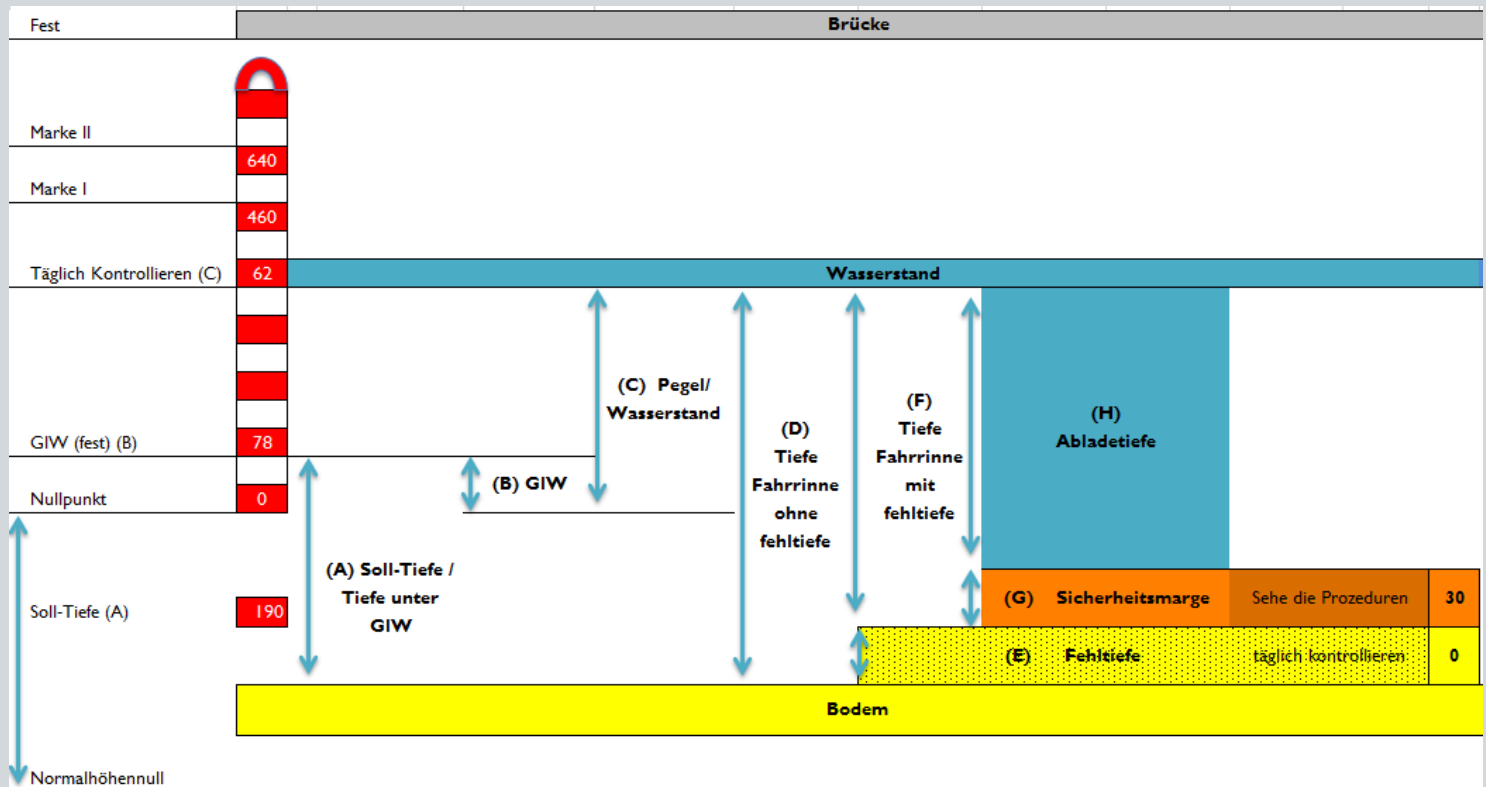 Fest
Brücke
Marke II
640
Marke I
460
Täglich Kontrollieren (C)
62
Wasserstand
(C) Pegel/
Wasserstand
(D)
Tiefe
Fahrrinne
ohne
fehltiefe
(F)
Tiefe
Fahrrinne
mit
fehltiefe
(H)
Abladetiefe
GIW (fest) (B)
78
(B) GIW
Nullpunkt
0
(A) Soll-Tiefe /
Tiefe unter
GIW
Soll-Tiefe (A)
190
(G) Sicherheitsmarge
Sehe die Prozeduren
30
(E) Fehltiefe
täglich kontrollieren
0
Bodem
Normalhöhennull